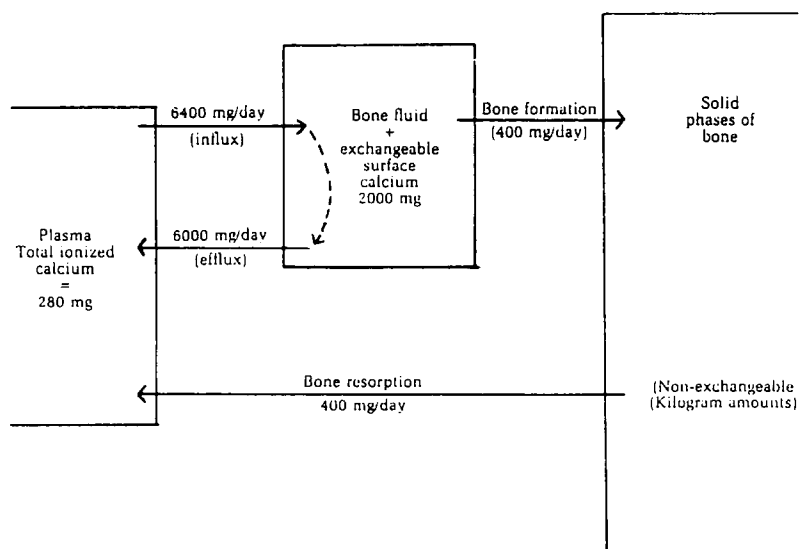 6400 mg/day
(influx)
Bone fluid
+
exchangeable
surface
calcium
2000 mg
Bone formation
(400 mg/day)
Solid
phases of
bone
Plasma
Total ionized
calcium
=
280 mg
6000 mg/day
(efflux)
Bone resorption
400 mg/day
(Non-exchangeable
(Kilogram amounts)